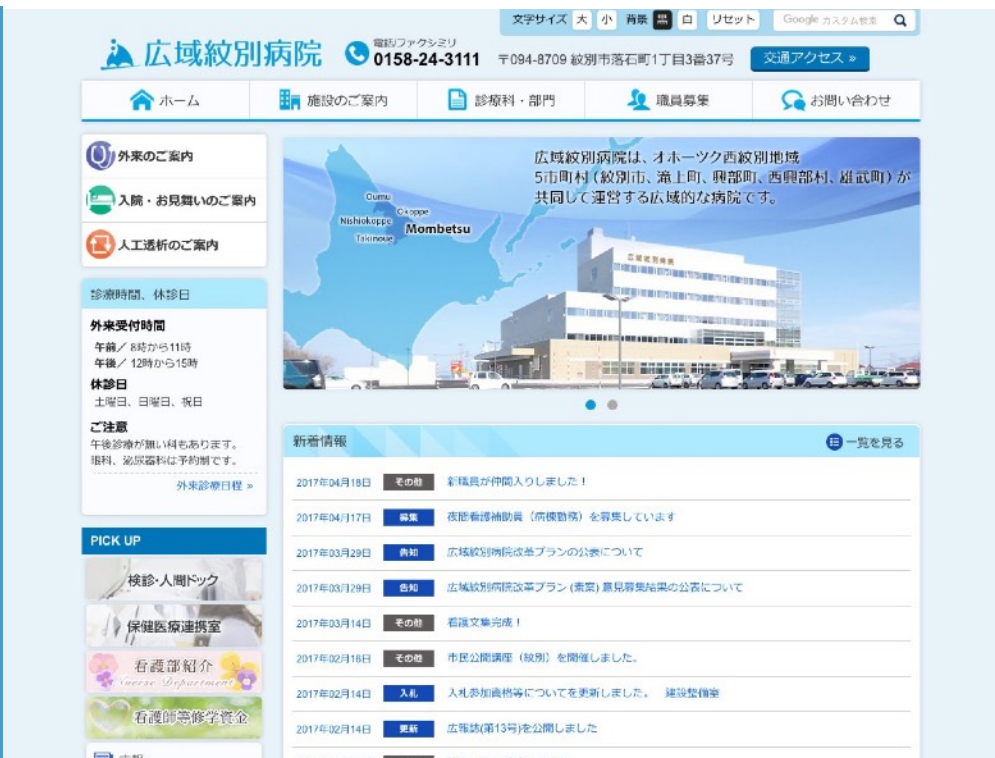 文字サイズ 大 小 背景 黒 白 リセット Google カスタム検索
広域紋別病院
電話/ファクシミリ
0158-24-3111
〒094-8709 紋別市落石町1丁目3番37号
交通アクセス »
ホーム
施設のご案内
診療科・部門
職員募集
お問い合わせ
外来のご案内
入院・お見舞いのご案内
人工透析のご案内
診療時間、休診日
外来受付時間
午前／ 8時から11時
午後／ 12時から15時
休診日
土曜日、日曜日、祝日
ご注意
午後診療が無い科もあります。
眼科、泌尿器科は予約制です。
外来診療日程 »
PICK UP
検診・人間ドック
保健医療連携室
看護部紹介
Nurse Department
看護師等修学資金
広域紋別病院は、オホーツク西紋別地域
5市町村（紋別市、滝上町、興部町、西興部村、雄武町）が
共同して運営する広域的な病院です。
Oumu
Okoppe
Nishiokoppe
Mombetsu
Takinoue
広域紋別病院
新着情報
一覧を見る
2017年04月18日 その他 新職員が仲間入りしました！
2017年04月17日 募集 夜間看護補助員（病棟勤務）を募集しています
2017年03月29日 告知 広域紋別病院改革プランの公表について
2017年03月29日 告知 広域紋別病院改革プラン (素案) 意見募集結果の公表について
2017年03月14日 その他 看護文集完成！
2017年02月16日 その他 市民公開講座（紋別）を開催しました。
2017年02月14日 入札 入札参加資格等についてを更新しました。 建設整備室
2017年02月14日 更新 広報誌(第13号)を公開しました